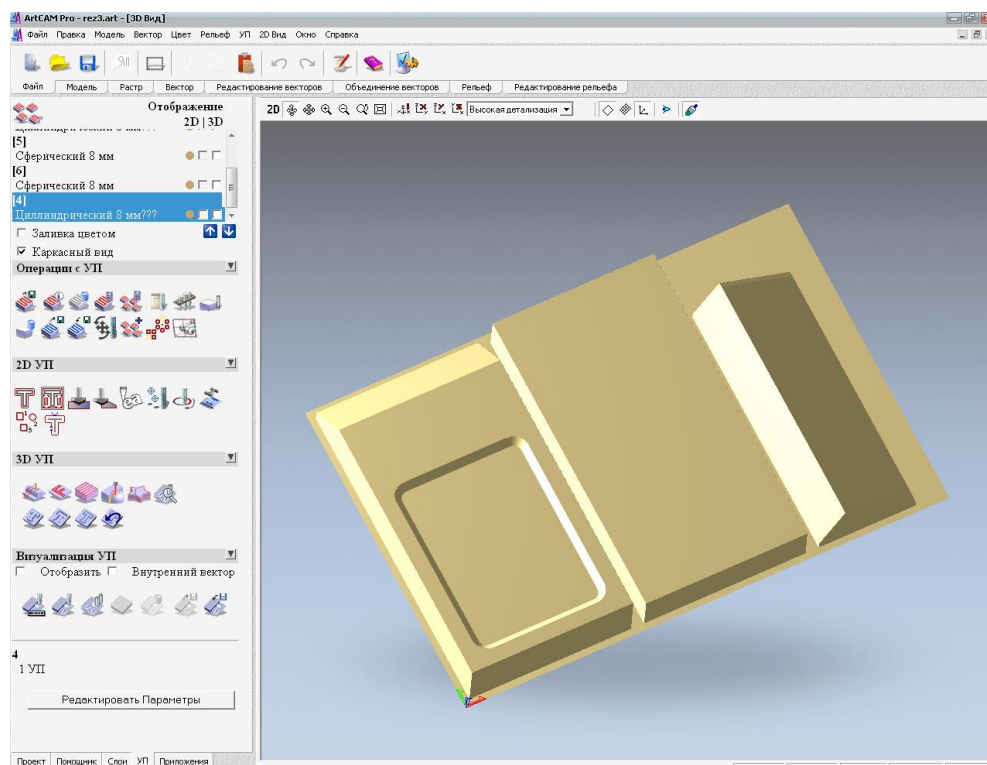 ArtCAM Pro - rez3.art - [3D Вид]
Файл Правка Модель Вектор Цвет Рельеф УП 2D Вид Окно Справка
Файл Модель Растр Вектор Редактирование векторов Объединение векторов Рельеф Редактирование рельефа
Отображение
2D | 3D
2D Высокая детализация
[5]
Сферический 8 мм
[6]
Сферический 8 мм
[4]
Циллиндрический 8 мм???
Заливка цветом
Каркасный вид
Операции с УП
2D УП
3D УП
Визуализация УП
Отобразить Внутренний вектор
4
1 УП
Редактировать Параметры
Проект Помощник Слои УП Приложения